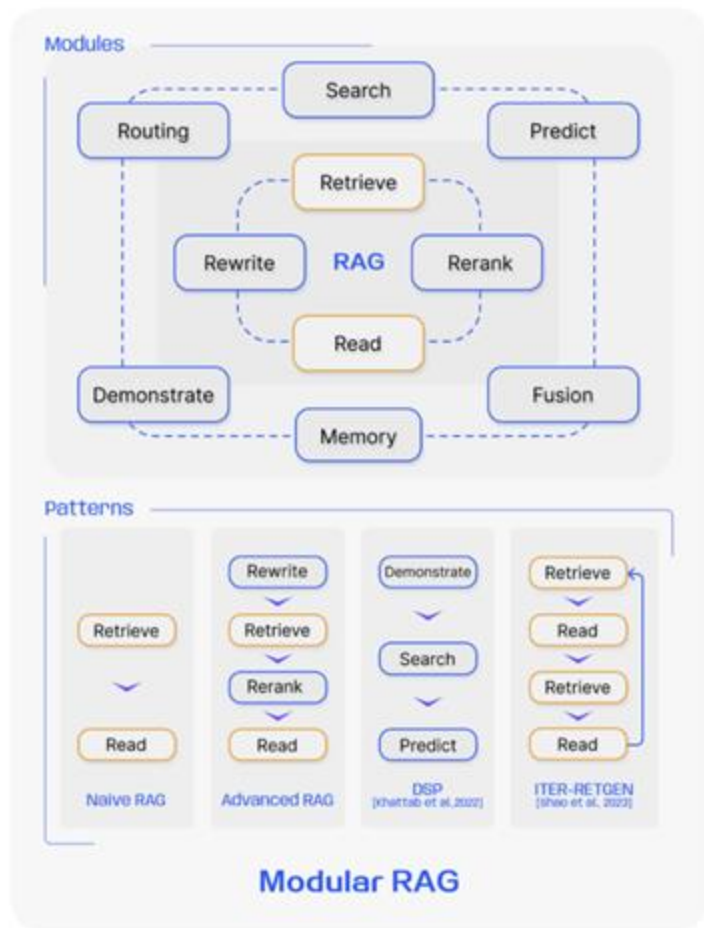 Modules
Search
Routing
Predict
Retrieve
Rewrite
RAG
Rerank
Read
Demonstrate
Fusion
Memory
Patterns
Retrieve
Read
Naive RAG
Rewrite
Retrieve
Rerank
Read
Advanced RAG
Demonstrate
Search
Predict
DSP
[Khattab et al,2022]
Retrieve
Read
Retrieve
Read
ITER-RETGEN
[Shao et al. 2023]
Modular RAG